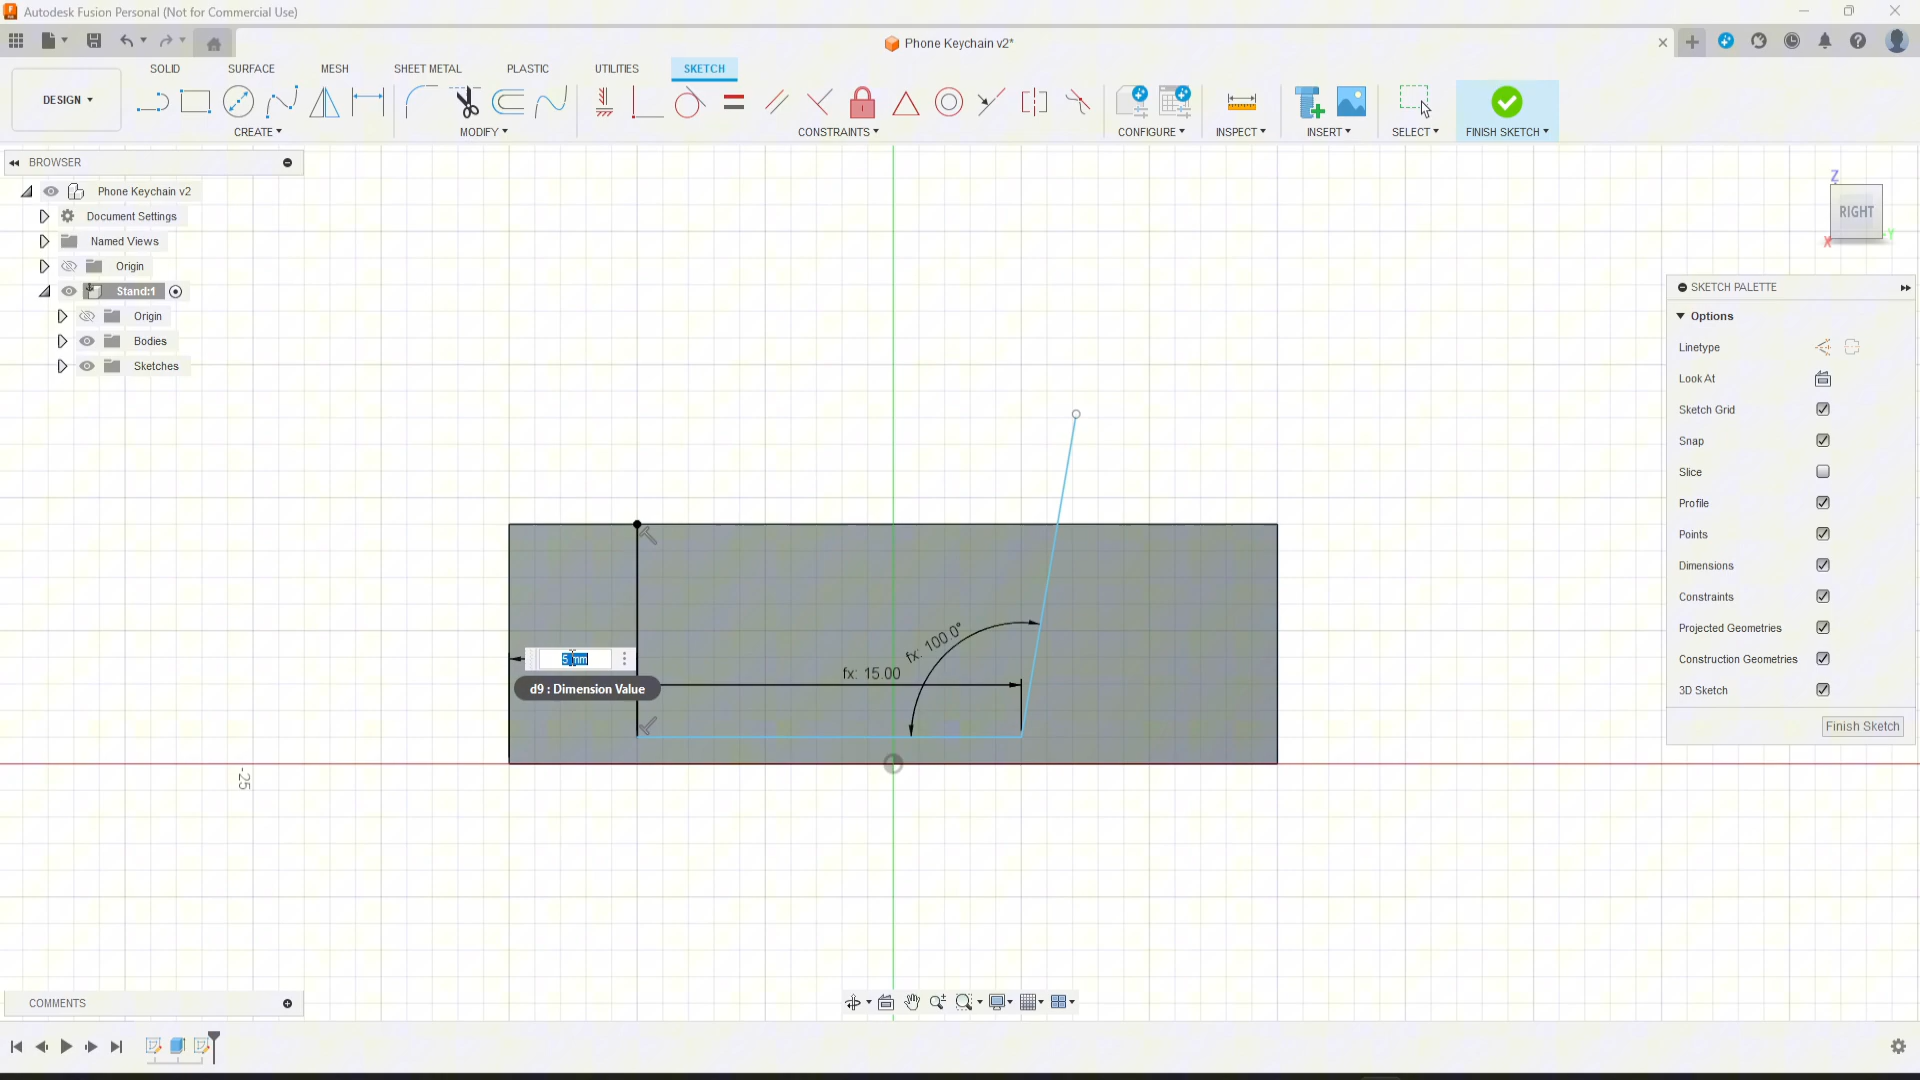 Autodesk Fusion Personal (Not for Commercial Use)
Phone Keychain v2*
SOLID
SURFACE
MESH
SHEET METAL
PLASTIC
UTILITIES
SKETCH
DESIGN
CREATE
MODIFY
CONSTRAINTS
CONFIGURE
INSPECT
INSERT
SELECT
FINISH SKETCH
BROWSER
Phone Keychain v2
Document Settings
Named Views
Origin
Stand:1
Origin
Bodies
Sketches
Z
RIGHT
X
Y
SKETCH PALETTE
Options
Linetype
Look At
Sketch Grid
Snap
Slice
Profile
Points
Dimensions
Constraints
Projected Geometries
Construction Geometries
3D Sketch
Finish Sketch
fx: 100.0°
fx: 15.00
5 mm
d9 : Dimension Value
-25
COMMENTS